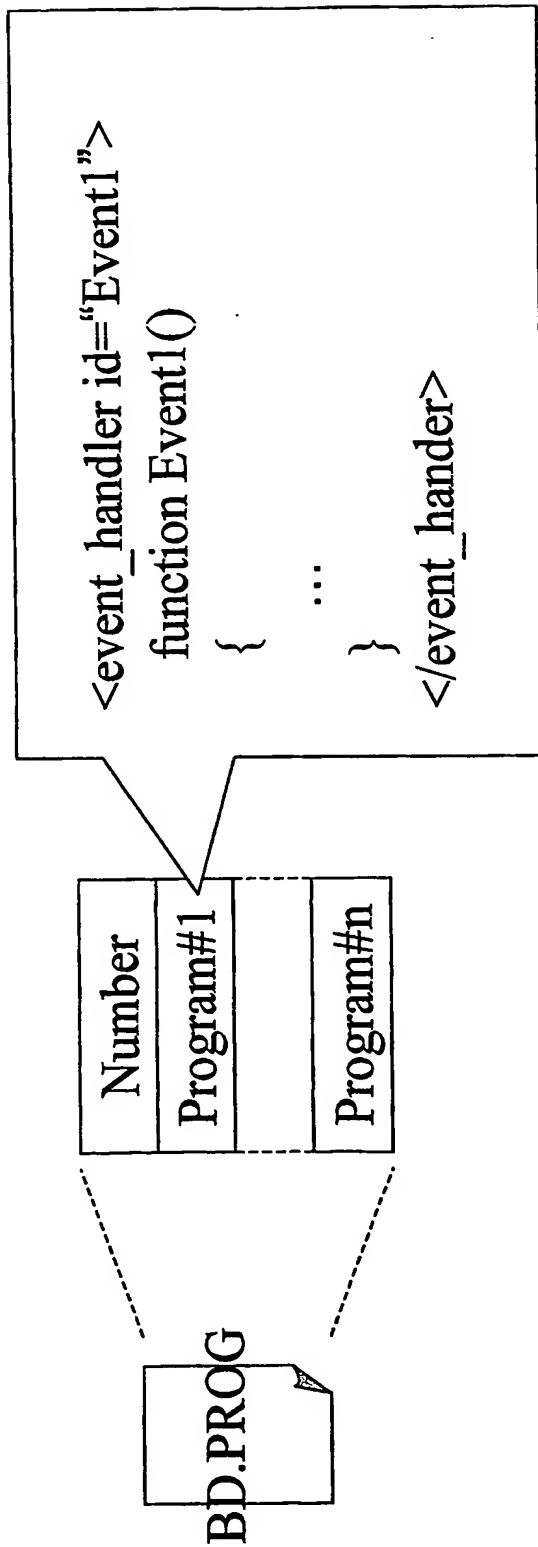 BD.PROG
Number
Program#1
Program#n
<event_handler id=“Event1”>
function Event1()
{
...
}
</event_hander>